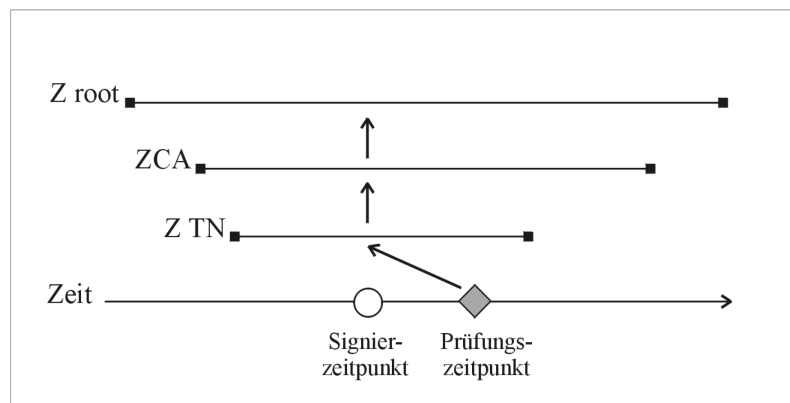 Z root
ZCA
Z TN
Zeit
Signier-
zeitpunkt
Prüfungs-
zeitpunkt